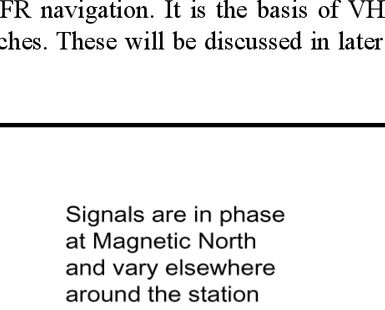 FR navigation. It is the basis of VH
ches. These will be discussed in later
Signals are in phase
at Magnetic North
and vary elsewhere
around the station